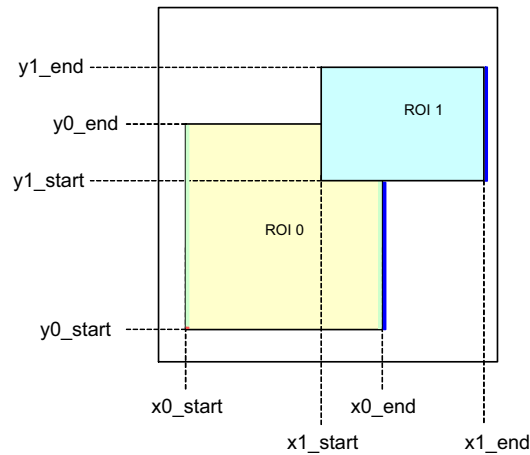 y1_end
ROI 1
y0_end
y1_start
ROI 0
y0_start
x0_start
x0_end
x1_start
x1_end